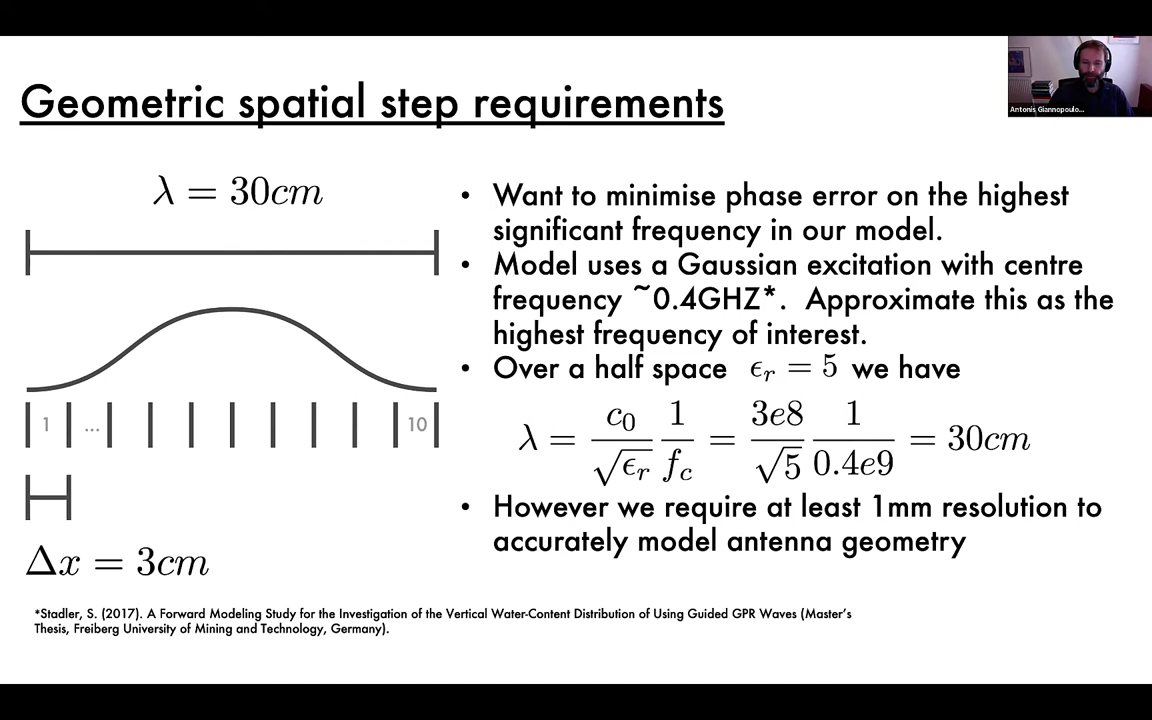 Geometric spatial step requirements
Antonis Giannopoulo...
λ = 30cm
1 ... 10
Δx = 3cm
• Want to minimise phase error on the highest
significant frequency in our model.
• Model uses a Gaussian excitation with centre
frequency ~0.4GHZ*. Approximate this as the
highest frequency of interest.
• Over a half space ϵr = 5 we have
λ = c0/√ϵr 1/fc = 3e8/√5 1/0.4e9 = 30cm
• However we require at least 1mm resolution to
accurately model antenna geometry
*Stadler, S. (2017). A Forward Modeling Study for the Investigation of the Vertical Water-Content Distribution of Using Guided GPR Waves (Master's
Thesis, Freiberg University of Mining and Technology, Germany).